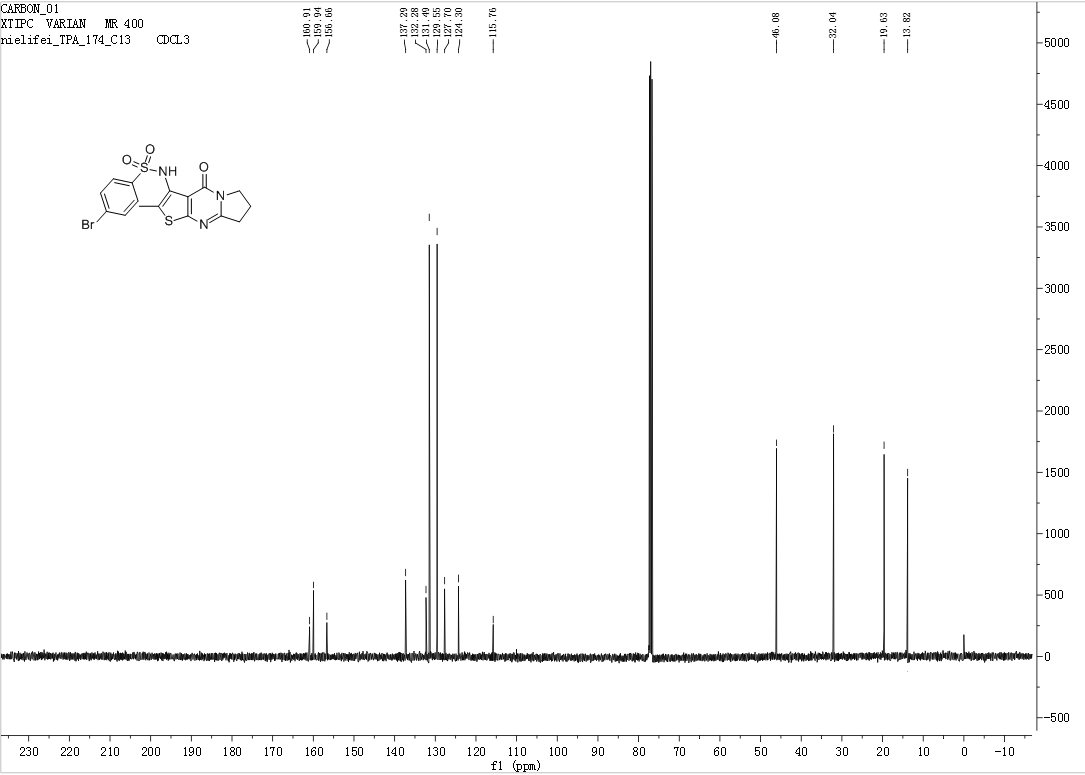 CARBON_01
XTIPC VARIAN MR 400
nielifei_TPA_174_C13 CDCL3
160.91
159.94
156.66
137.29
132.28
131.49
129.55
127.70
124.30
115.76
46.08
32.04
19.63
13.82
O
O
S
NH
O
N
S
N
Br
5000
4500
4000
3500
3000
2500
2000
1500
1000
500
0
-500
230 220 210 200 190 180 170 160 150 140 130 120 110 100 90 80 70 60 50 40 30 20 10 0 -10
f1 (ppm)